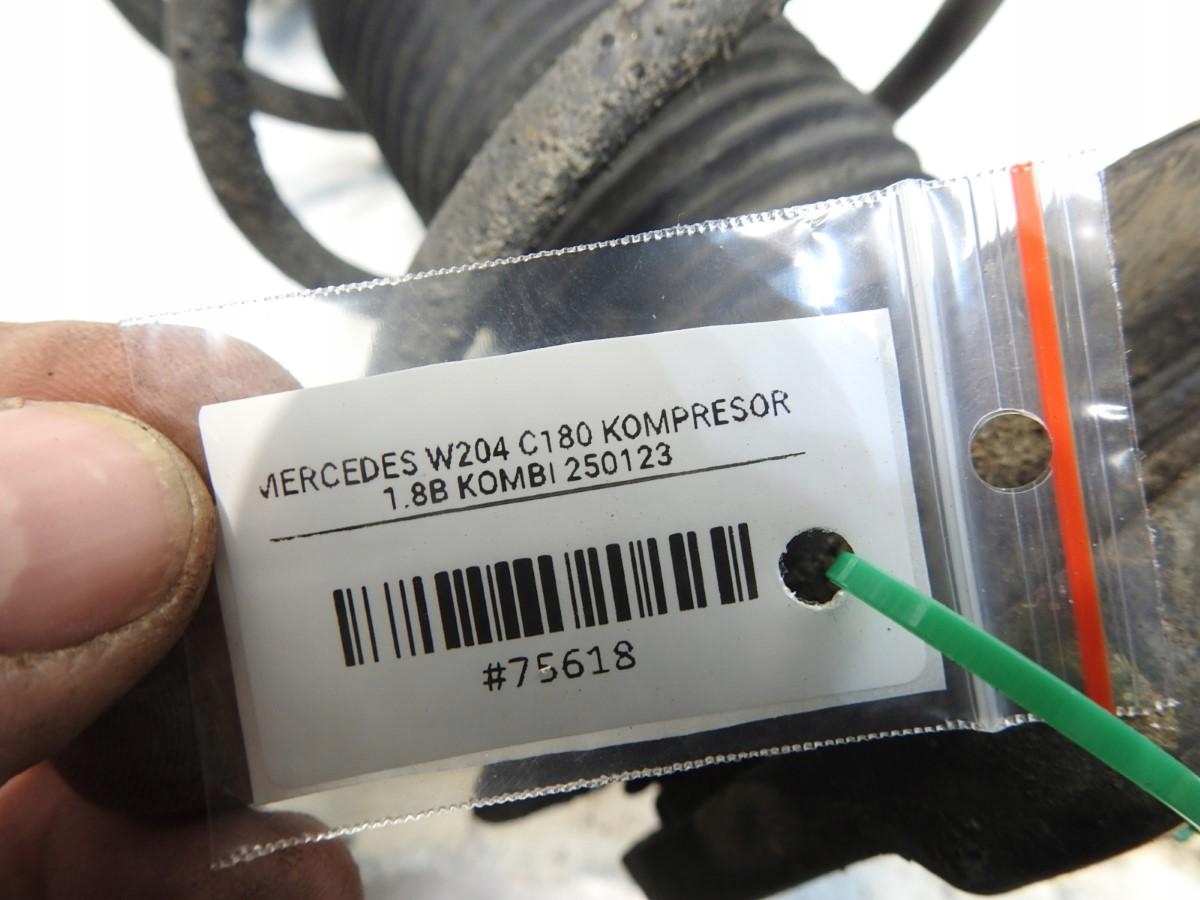 MERCEDES W204 C180 KOMPRESOR
1.8B KOMBI 250123
#75618